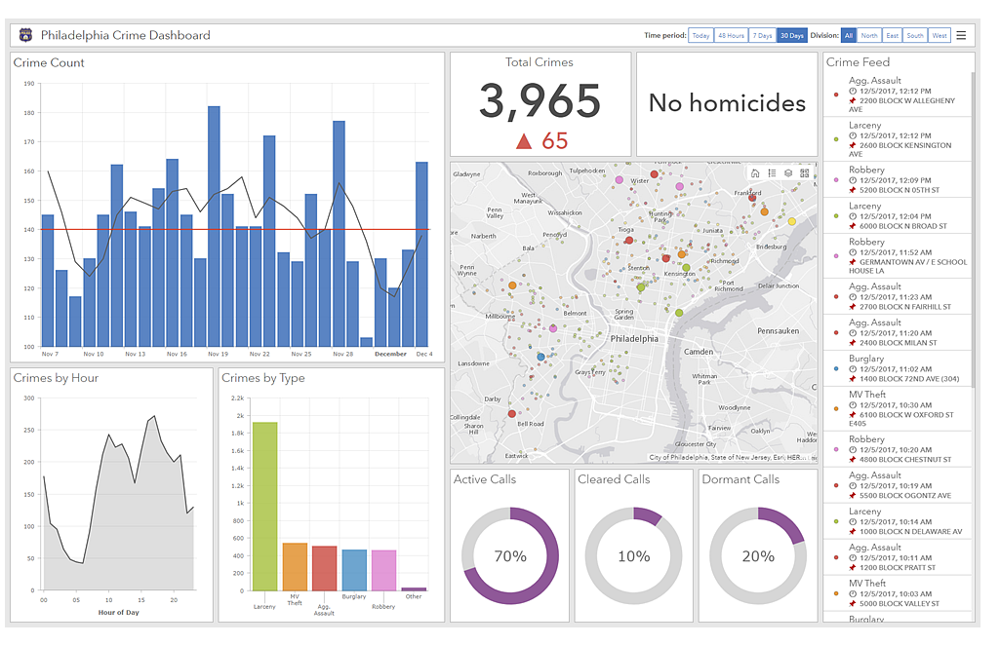 Philadelphia Crime Dashboard
Time period: Today 48 Hours 7 Days 30 Days Division: All North East South West
Crime Count
190
180
170
160
150
140
130
120
110
100
Nov 7 Nov 10 Nov 13 Nov 16 Nov 19 Nov 22 Nov 25 Nov 28 December Dec 4
Crimes by Hour
300
250
200
150
100
50
0
00 05 10 15 20
Hour of Day
Crimes by Type
2.2k
2k
1.8k
1.6k
1.4k
1.2k
1k
800
600
400
200
0
Larceny
MV
Theft
Agg.
Assault
Burglary
Robbery
Other
Total Crimes
3,965
65
No homicides
Gladwyne
Roxborough
Tulpehocken
Wister
Frankford
West
Manayunk
Penn
Valley
Wissahickon
Hunting
Park
Narberth
Pencoyd
Tioga
Juniata
Bridesburg
Bala
Penn
Wynne
Stenton
Kensington
Richmond
Port
Richmond
Delair Junction
Millbourne
Belmont
Spring
Garden
Philadelphia
Pennsauken
Camden
Lansdowne
Grays Ferry
Whitman
Park
Darby
Collingdale
Sharon
Hill
Bell Road
Woodlynne
Fairview
Oaklyn
Gloucester City
Eastwick
City of Philadelphia, State of New Jersey, Esri, HER...
Active Calls
70%
Cleared Calls
10%
Dormant Calls
20%
Crime Feed
Agg. Assault
12/5/2017, 12:12 PM
2200 BLOCK W ALLEGHENY
AVE
Larceny
12/5/2017, 12:12 PM
2600 BLOCK KENSINGTON
AVE
Robbery
12/5/2017, 12:09 PM
5200 BLOCK N 05TH ST
Larceny
12/5/2017, 12:04 PM
6000 BLOCK N BROAD ST
Robbery
12/5/2017, 11:52 AM
GERMANTOWN AV / E SCHOOL
HOUSE LA
Agg. Assault
12/5/2017, 11:23 AM
2700 BLOCK N FAIRHILL ST
Agg. Assault
12/5/2017, 11:20 AM
2400 BLOCK MILAN ST
Burglary
12/5/2017, 11:02 AM
1400 BLOCK 72ND AVE (304)
MV Theft
12/5/2017, 10:30 AM
6100 BLOCK W OXFORD ST
E405
Robbery
12/5/2017, 10:20 AM
4800 BLOCK CHESTNUT ST
Agg. Assault
12/5/2017, 10:19 AM
5500 BLOCK OGONTZ AVE
Larceny
12/5/2017, 10:14 AM
1000 BLOCK N DELAWARE AV
Agg. Assault
12/5/2017, 10:11 AM
1200 BLOCK PRATT ST
MV Theft
12/5/2017, 10:03 AM
5000 BLOCK VALLEY ST
Burglary